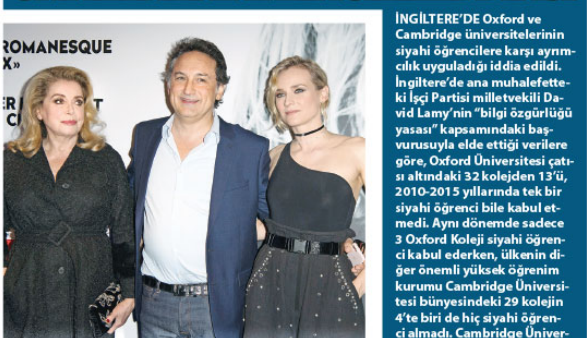 ROMANESQUE
X»
İNGİLTERE’DE Oxford ve
Cambridge üniversitelerinin
siyahi öğrencilere karşı ayrım-
cılık uyguladığı iddia edildi.
İngiltere’de ana muhalefette-
ki İşçi Partisi milletvekili Da-
vid Lamy’nin “bilgi özgürlüğü
yasası” kapsamındaki baş-
vurusuyla elde ettiği verilere
göre, Oxford Üniversitesi çatı-
sı altındaki 32 kolejden 13’ü,
2010-2015 yıllarında tek bir
siyahi öğrenci bile kabul et-
medi. Aynı dönemde sadece
3 Oxford Koleji siyahi öğren-
ci kabul ederken, ülkenin di-
ğer önemli yüksek öğrenim
kurumu Cambridge Üniversi-
tesi bünyesindeki 29 kolejin
4’te biri de hiç siyahi öğren-
ci almadı. Cambridge Üniver-